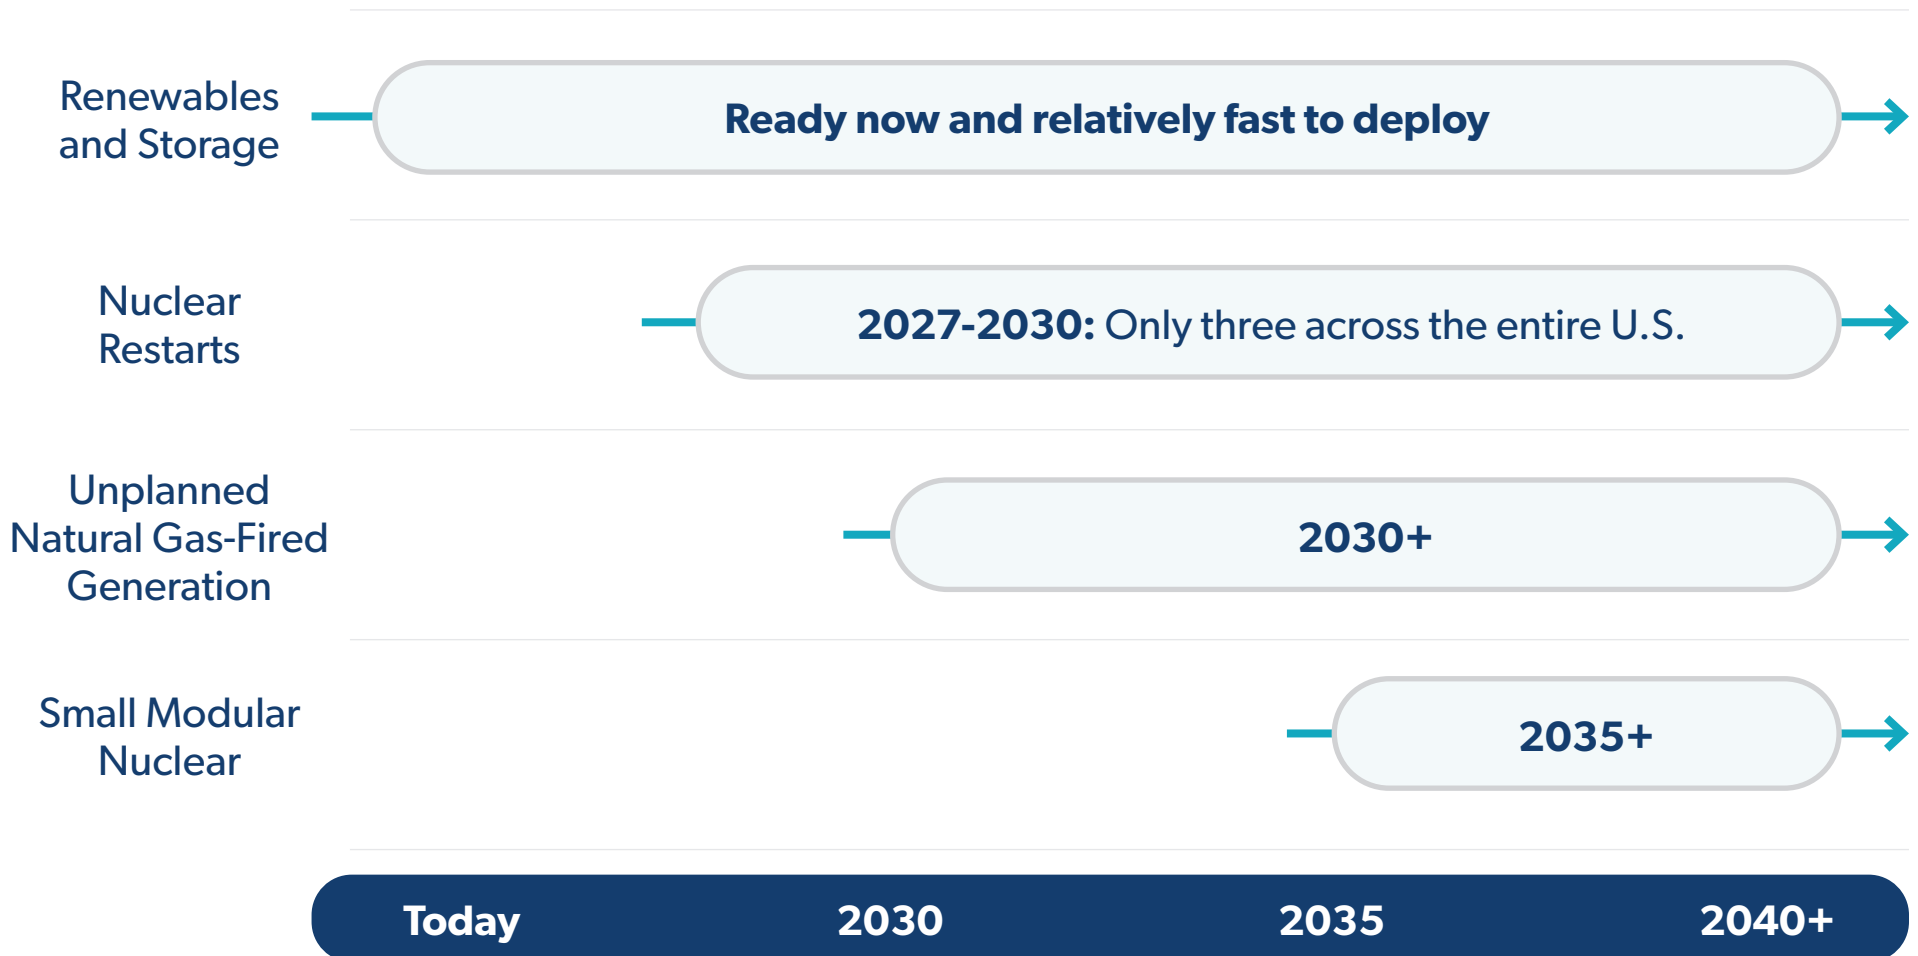 Renewables
and Storage
Ready now and relatively fast to deploy
Nuclear
Restarts
2027-2030: Only three across the entire U.S.
Unplanned
Natural Gas-Fired
Generation
2030+
Small Modular
Nuclear
2035+
Today 2030 2035 2040+